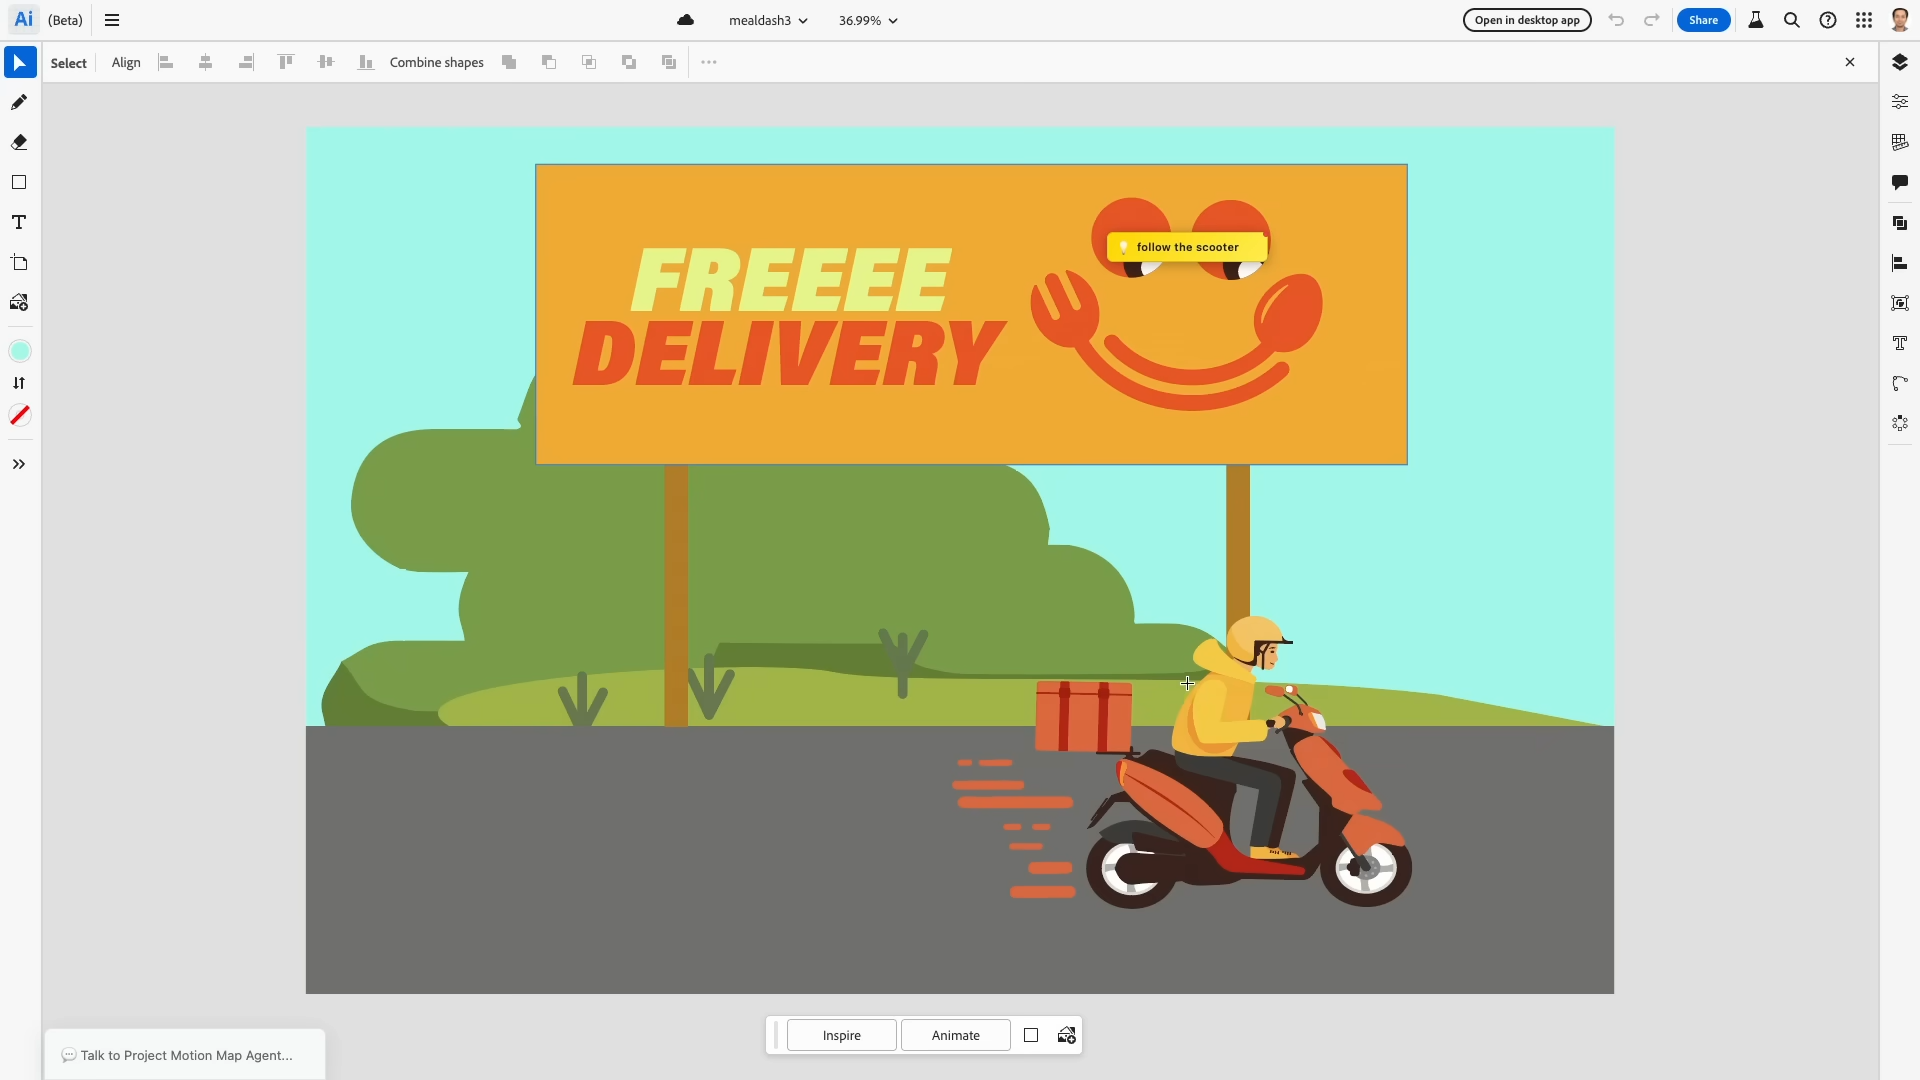 Ai (Beta)
mealdash3
36.99%
Open in desktop app
Share
Select
Align
Combine shapes
follow the scooter
FREEEE
DELIVERY
Inspire
Animate
Talk to Project Motion Map Agent...